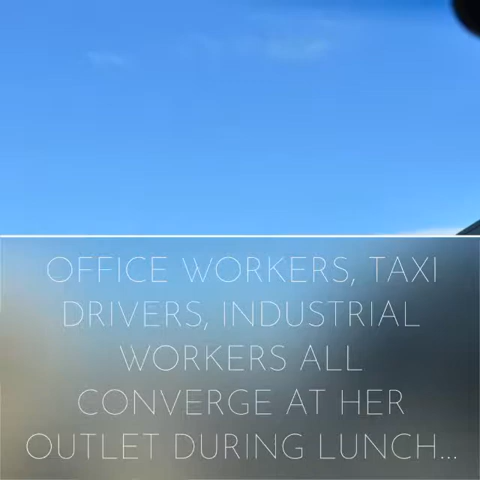 OFFICE WORKERS, TAXI
DRIVERS, INDUSTRIAL
WORKERS ALL
CONVERGE AT HER
OUTLET DURING LUNCH...